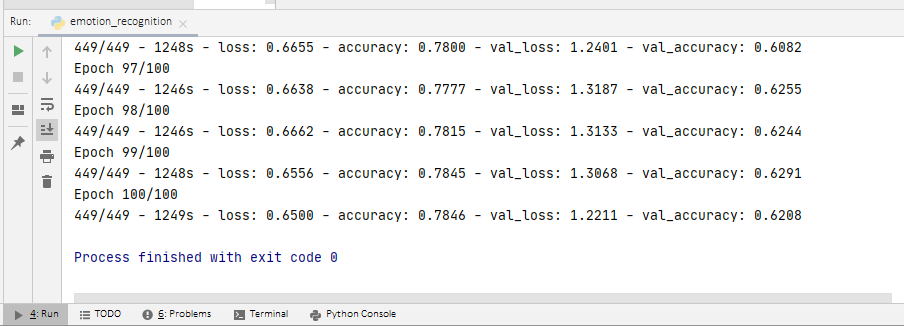 Run: emotion_recognition
449/449 - 1248s - loss: 0.6655 - accuracy: 0.7800 - val_loss: 1.2401 - val_accuracy: 0.6082
Epoch 97/100
449/449 - 1246s - loss: 0.6638 - accuracy: 0.7777 - val_loss: 1.3187 - val_accuracy: 0.6255
Epoch 98/100
449/449 - 1246s - loss: 0.6662 - accuracy: 0.7815 - val_loss: 1.3133 - val_accuracy: 0.6244
Epoch 99/100
449/449 - 1248s - loss: 0.6556 - accuracy: 0.7845 - val_loss: 1.3068 - val_accuracy: 0.6291
Epoch 100/100
449/449 - 1249s - loss: 0.6500 - accuracy: 0.7846 - val_loss: 1.2211 - val_accuracy: 0.6208
Process finished with exit code 0
4: Run TODO 6: Problems Terminal Python Console